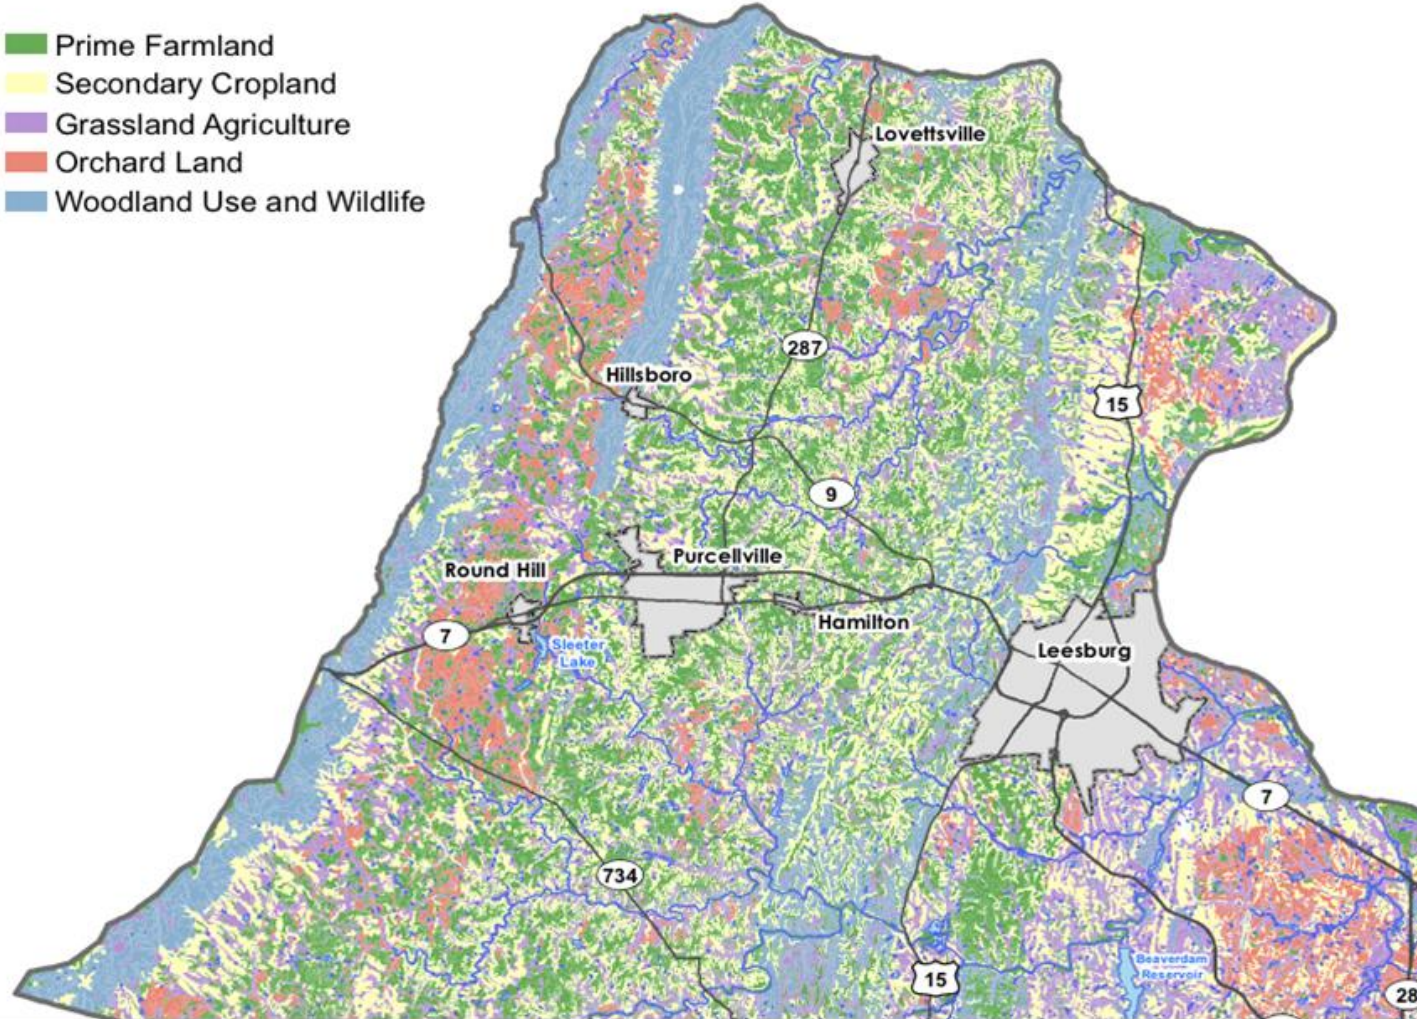 Prime Farmland
Secondary Cropland
Grassland Agriculture
Orchard Land
Woodland Use and Wildlife
Lovettsville
287
Hillsboro
15
9
Purcellville
Round Hill
7
Hamilton
Sleeter
Lake
Leesburg
7
734
15
Beaverdam
Reservoir
28